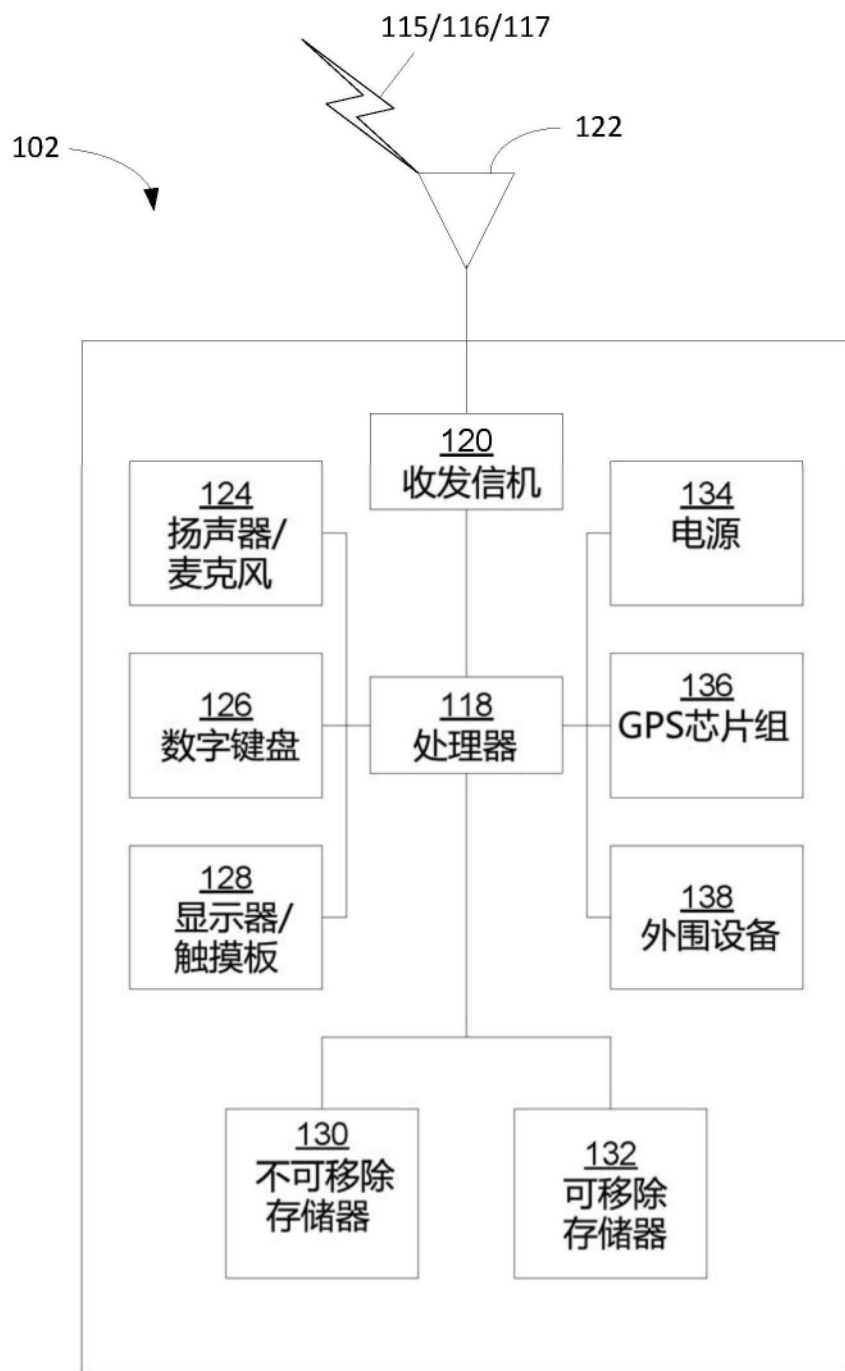 115/116/117
122
102
120
收发信机
124
扬声器/
麦克风
134
电源
126
数字键盘
118
处理器
136
GPS芯片组
128
显示器/
触摸板
138
外围设备
130
不可移除
存储器
132
可移除
存储器